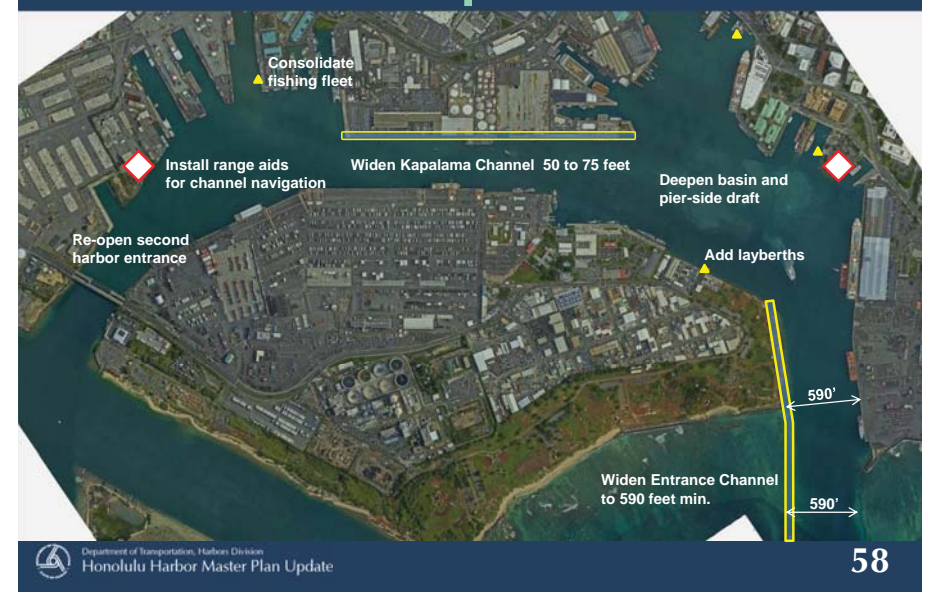 Consolidate
fishing fleet
Install range aids
for channel navigation
Widen Kapalama Channel 50 to 75 feet
Deepen basin and
pier-side draft
Re-open second
harbor entrance
Add layberths
590’
Widen Entrance Channel
to 590 feet min.
590’
Department of Transportation, Harbors Division
Honolulu Harbor Master Plan Update
58